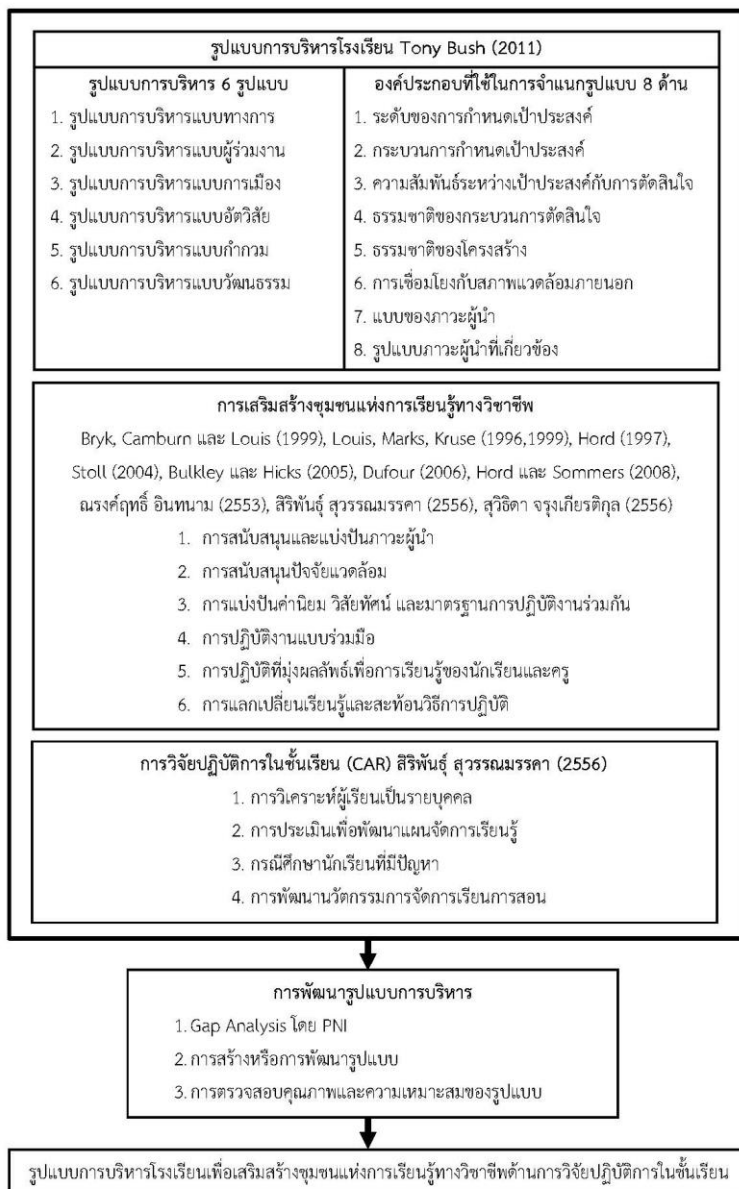 รูปแบบการบริหารโรงเรียน Tony Bush (2011)
รูปแบบการบริหาร 6 รูปแบบ
1. รูปแบบการบริหารแบบทางการ
2. รูปแบบการบริหารแบบผู้ร่วมงาน
3. รูปแบบการบริหารแบบการเมือง
4. รูปแบบการบริหารแบบอัตวิสัย
5. รูปแบบการบริหารแบบกำกวม
6. รูปแบบการบริหารแบบวัฒนธรรม
องค์ประกอบที่ใช้ในการจำแนกรูปแบบ 8 ด้าน
1. ระดับของการกำหนดเป้าประสงค์
2. กระบวนการกำหนดเป้าประสงค์
3. ความสัมพันธ์ระหว่างเป้าประสงค์กับการตัดสินใจ
4. ธรรมชาติของกระบวนการตัดสินใจ
5. ธรรมชาติของโครงสร้าง
6. การเชื่อมโยงกับสภาพแวดล้อมภายนอก
7. แบบของภาวะผู้นำ
8. รูปแบบภาวะผู้นำที่เกี่ยวข้อง
การเสริมสร้างชุมชนแห่งการเรียนรู้ทางวิชาชีพ
Bryk, Camburn และ Louis (1999), Louis, Marks, Kruse (1996,1999), Hord (1997),
Stoll (2004), Bulkley และ Hicks (2005), Dufour (2006), Hord และ Sommers (2008),
ณรงค์ฤทธิ์ อินทนาม (2553), สิริพันธุ์ สุวรรณมรรคา (2556), สุวิธิดา จรุงเกียรติกุล (2556)
1. การสนับสนุนและแบ่งปันภาวะผู้นำ
2. การสนับสนุนปัจจัยแวดล้อม
3. การแบ่งปันค่านิยม วิสัยทัศน์ และมาตรฐานการปฏิบัติงานร่วมกัน
4. การปฏิบัติงานแบบร่วมมือ
5. การปฏิบัติที่มุ่งผลลัพธ์เพื่อการเรียนรู้ของนักเรียนและครู
6. การแลกเปลี่ยนเรียนรู้และสะท้อนวิธีการปฏิบัติ
การวิจัยปฏิบัติการในชั้นเรียน (CAR) สิริพันธุ์ สุวรรณมรรคา (2556)
1. การวิเคราะห์ผู้เรียนเป็นรายบุคคล
2. การประเมินเพื่อพัฒนาแผนจัดการเรียนรู้
3. กรณีศึกษานักเรียนที่มีปัญหา
4. การพัฒนานวัตกรรมการจัดการเรียนการสอน
การพัฒนารูปแบบการบริหาร
1. Gap Analysis โดย PNI
2. การสร้างหรือการพัฒนารูปแบบ
3. การตรวจสอบคุณภาพและความเหมาะสมของรูปแบบ
รูปแบบการบริหารโรงเรียนเพื่อเสริมสร้างชุมชนแห่งการเรียนรู้ทางวิชาชีพด้านการวิจัยปฏิบัติการในชั้นเรียน